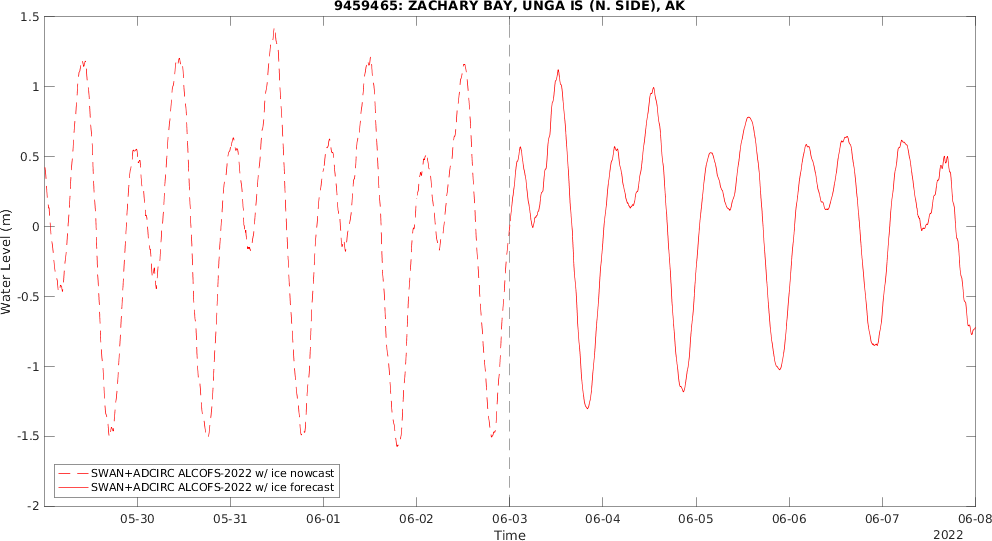 9459465: ZACHARY BAY, UNGA IS (N. SIDE), AK
1.5
1
0.5
0
-0.5
-1
-1.5
-2
Water Level (m)
SWAN+ADCIRC ALCOFS-2022 w/ ice nowcast
SWAN+ADCIRC ALCOFS-2022 w/ ice forecast
05-30 05-31 06-01 06-02 06-03 06-04 06-05 06-06 06-07 06-08
Time
2022